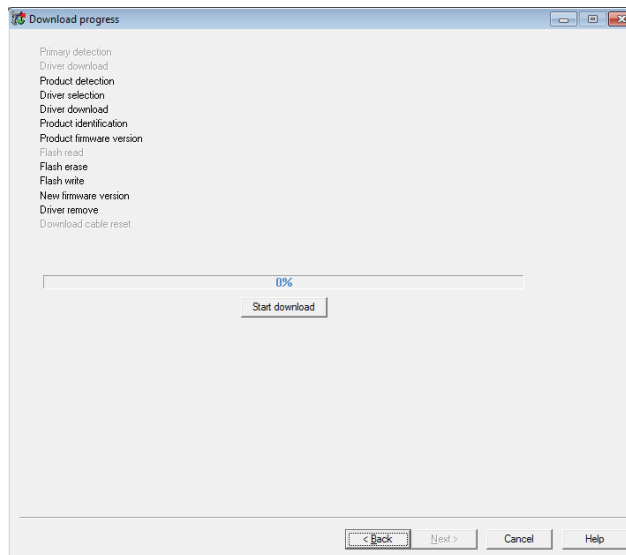 Download progress
Primary detection
Driver download
Product detection
Driver selection
Driver download
Product identification
Product firmware version
Flash read
Flash erase
Flash write
New firmware version
Driver remove
Download cable reset
0%
Start download
< Back Next > Cancel Help